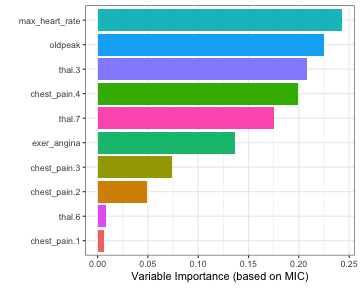 max_heart_rate
oldpeak
thal.3
chest_pain.4
thal.7
exer_angina
chest_pain.3
chest_pain.2
thal.6
chest_pain.1
0.00 0.05 0.10 0.15 0.20 0.25
Variable Importance (based on MIC)